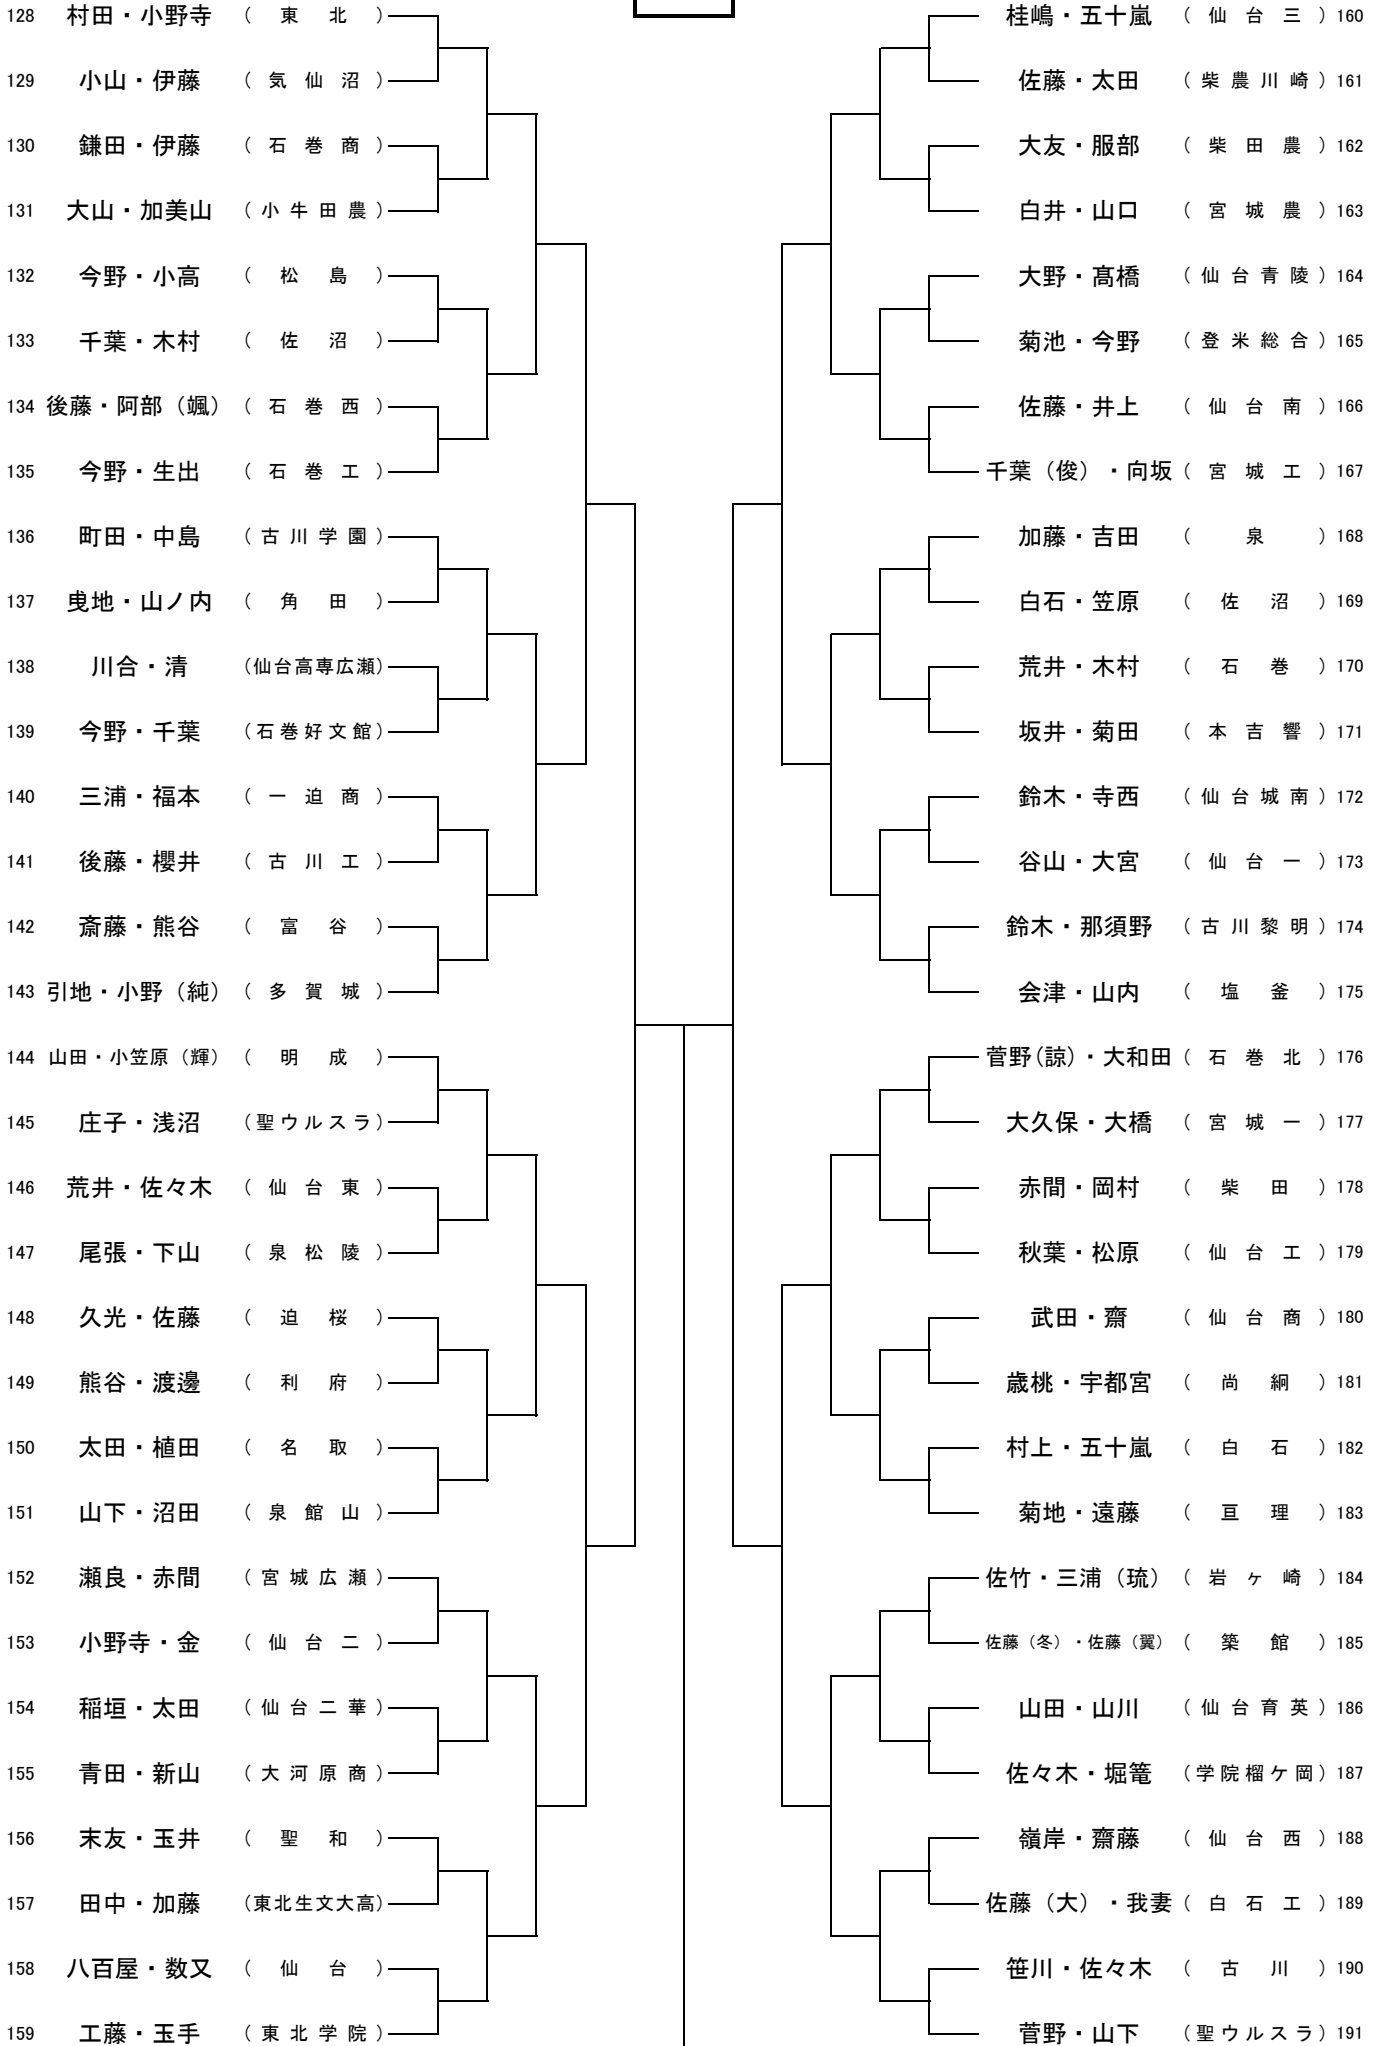 128 村田・小野寺 （東北）
129 小山・伊藤 （気仙沼）
130 鎌田・伊藤 （石巻商）
131 大山・加美山 （小牛田農）
132 今野・小高 （松島）
133 千葉・木村 （佐沼）
134 後藤・阿部（颯） （石巻西）
135 今野・生出 （石巻工）
136 町田・中島 （古川学園）
137 曵地・山ノ内 （角田）
138 川合・清 （仙台高専広瀬）
139 今野・千葉 （石巻好文館）
140 三浦・福本 （一迫商）
141 後藤・櫻井 （古川工）
142 斎藤・熊谷 （富谷）
143 引地・小野（純） （多賀城）
144 山田・小笠原（輝） （明成）
145 庄子・浅沼 （聖ウルスラ）
146 荒井・佐々木 （仙台東）
147 尾張・下山 （泉松陵）
148 久光・佐藤 （迫桜）
149 熊谷・渡邊 （利府）
150 太田・植田 （名取）
151 山下・沼田 （泉館山）
152 瀬良・赤間 （宮城広瀬）
153 小野寺・金 （仙台二）
154 稲垣・太田 （仙台二華）
155 青田・新山 （大河原商）
156 末友・玉井 （聖和）
157 田中・加藤 （東北生文大高）
158 八百屋・数又 （仙台）
159 工藤・玉手 （東北学院）
桂嶋・五十嵐 （仙台三） 160
佐藤・太田 （柴農川崎） 161
大友・服部 （柴田農） 162
白井・山口 （宮城農） 163
大野・髙橋 （仙台青陵） 164
菊池・今野 （登米総合） 165
佐藤・井上 （仙台南） 166
千葉（俊）・向坂 （宮城工） 167
加藤・吉田 （泉） 168
白石・笠原 （佐沼） 169
荒井・木村 （石巻） 170
坂井・菊田 （本吉響） 171
鈴木・寺西 （仙台城南） 172
谷山・大宮 （仙台一） 173
鈴木・那須野 （古川黎明） 174
会津・山内 （塩釜） 175
菅野(諒)・大和田 （石巻北） 176
大久保・大橋 （宮城一） 177
赤間・岡村 （柴田） 178
秋葉・松原 （仙台工） 179
武田・齋 （仙台商） 180
歳桃・宇都宮 （尚絅） 181
村上・五十嵐 （白石） 182
菊地・遠藤 （亘理） 183
佐竹・三浦（琉） （岩ヶ崎） 184
佐藤（冬）・佐藤（翼） （築館） 185
山田・山川 （仙台育英） 186
佐々木・堀篭 （学院榴ケ岡） 187
嶺岸・齋藤 （仙台西） 188
佐藤（大）・我妻 （白石工） 189
笹川・佐々木 （古川） 190
菅野・山下 （聖ウルスラ） 191